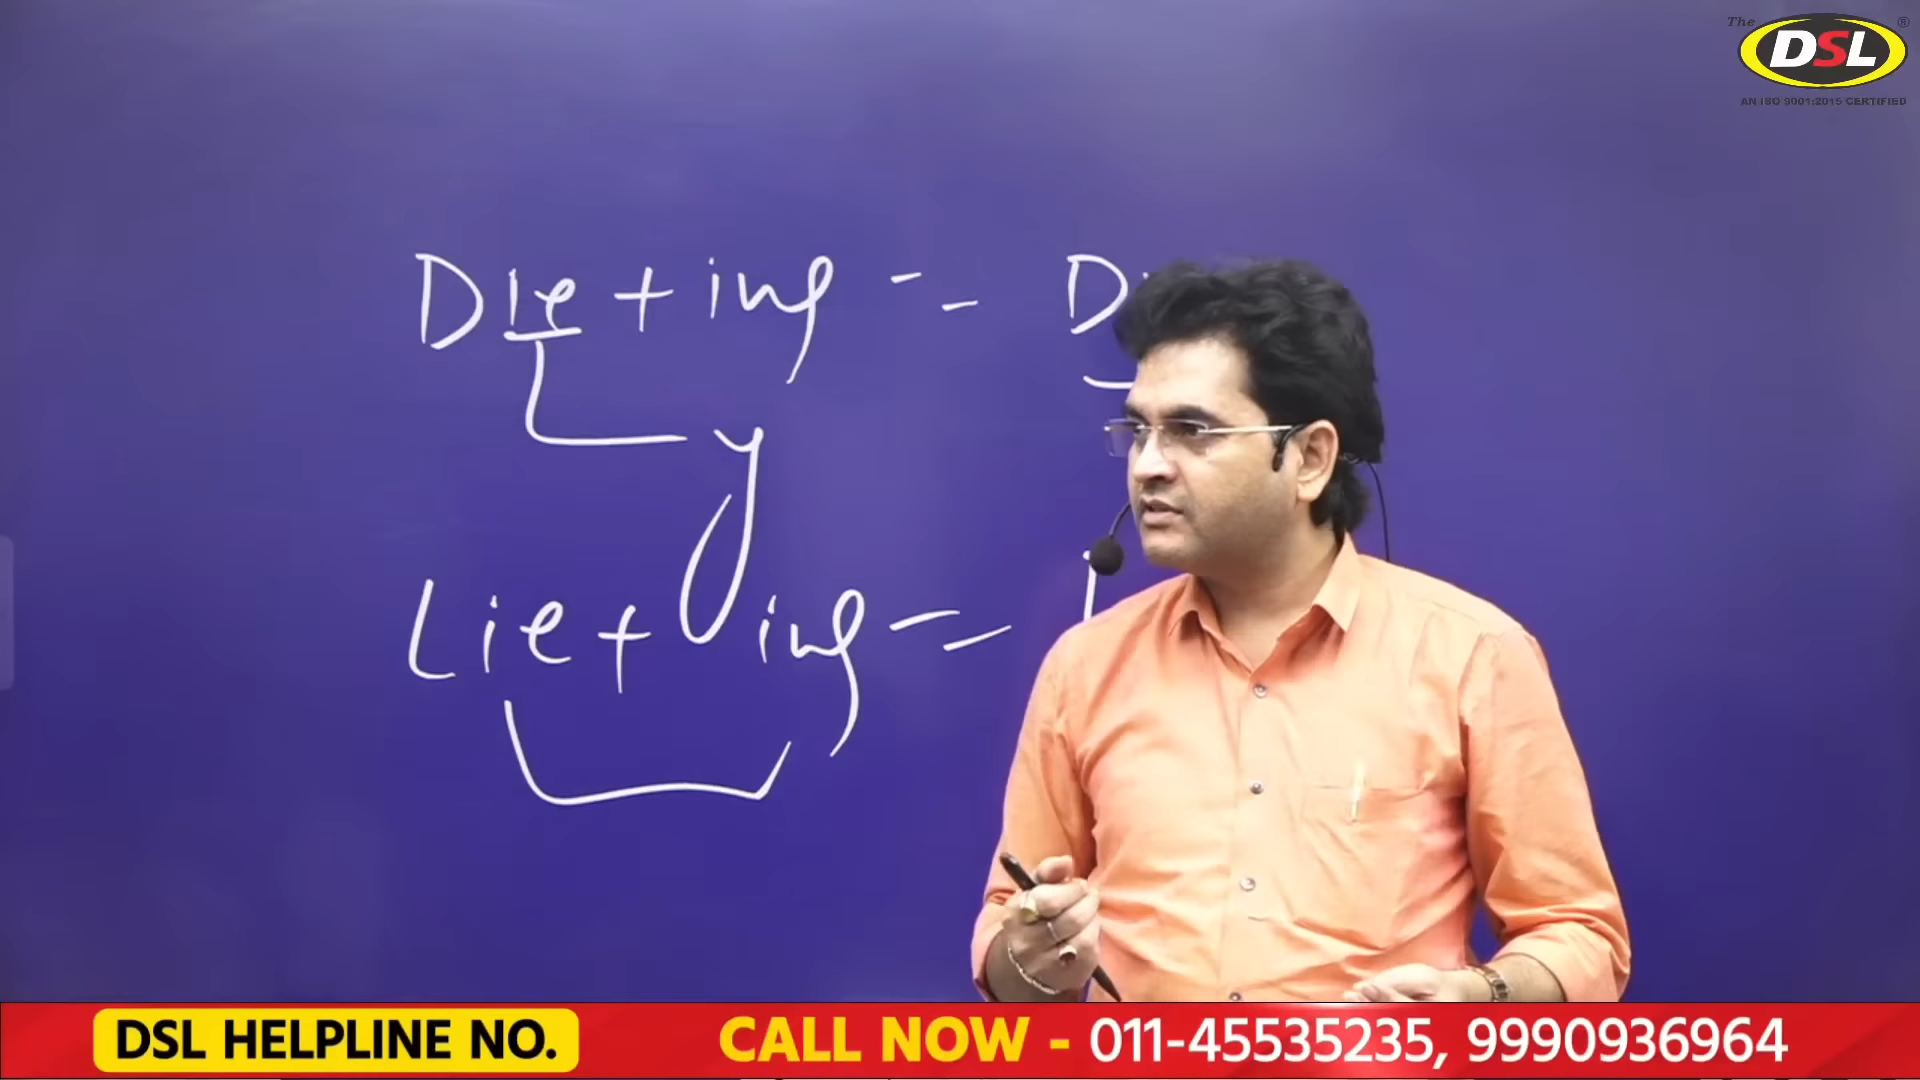 The DSL ®
AN ISO 9001:2015 CERTIFIED
Die + ing = D
y
Lie + ing =
DSL HELPLINE NO. CALL NOW - 011-45535235, 9990936964